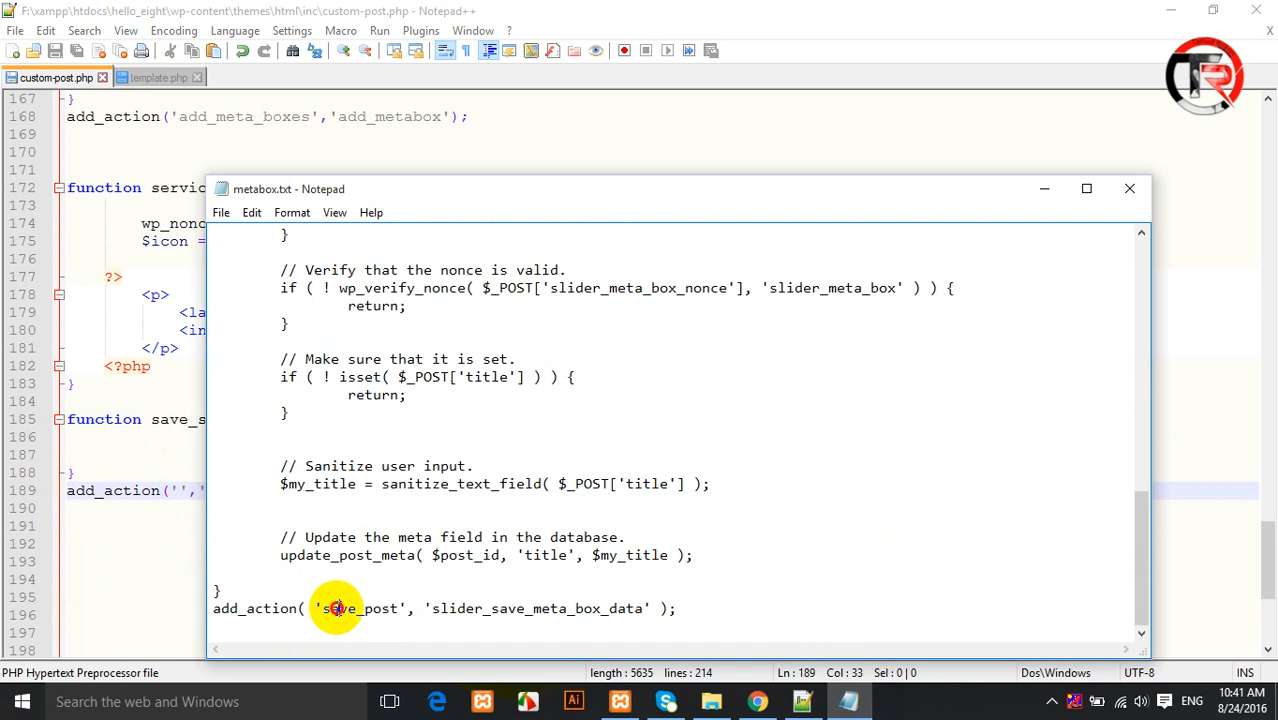 F:\xampp\htdocs\hello_eight\wp-content\themes\html\inc\custom-post.php - Notepad++
File Edit Search View Encoding Language Settings Macro Run Plugins Window ?
X
custom-post.php template.php
TR
167 }
168 add_action('add_meta_boxes','add_metabox');
169
170
171
172 function servic
173
174 wp_nonc
175 $icon =
176
177 ?>
178 <p>
179 <la
180 <in
181 </p>
182 <?php
183 }
184
185 function save_s
186
187
188 }
189 add_action('','
190
191
192
193
194
195
196
197
198
metabox.txt - Notepad
File Edit Format View Help
}
// Verify that the nonce is valid.
if ( ! wp_verify_nonce( $_POST['slider_meta_box_nonce'], 'slider_meta_box' ) ) {
return;
}
// Make sure that it is set.
if ( ! isset( $_POST['title'] ) ) {
return;
}
// Sanitize user input.
$my_title = sanitize_text_field( $_POST['title'] );
// Update the meta field in the database.
update_post_meta( $post_id, 'title', $my_title );
}
add_action( 'save_post', 'slider_save_meta_box_data' );
PHP Hypertext Preprocessor file length : 5635 lines : 214 Ln : 189 Col : 33 Sel : 0 | 0 Dos\Windows UTF-8 INS
Search the web and Windows
Ai
ENG
10:41 AM
8/24/2016